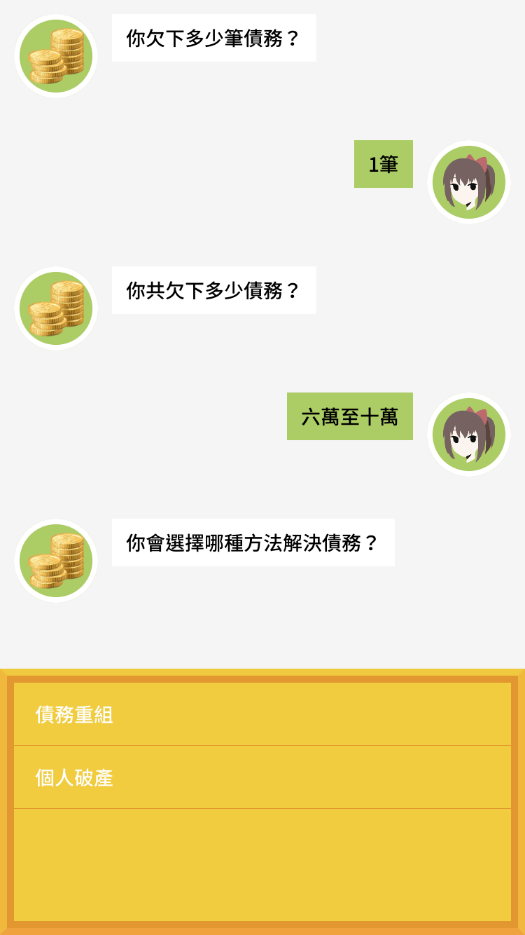 你欠下多少筆債務？
1筆
你共欠下多少債務？
六萬至十萬
你會選擇哪種方法解決債務？
債務重組
個人破產